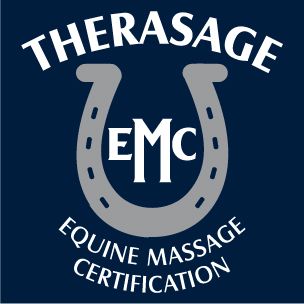 THERASAGE
EMC
EQUINE MASSAGE
CERTIFICATION